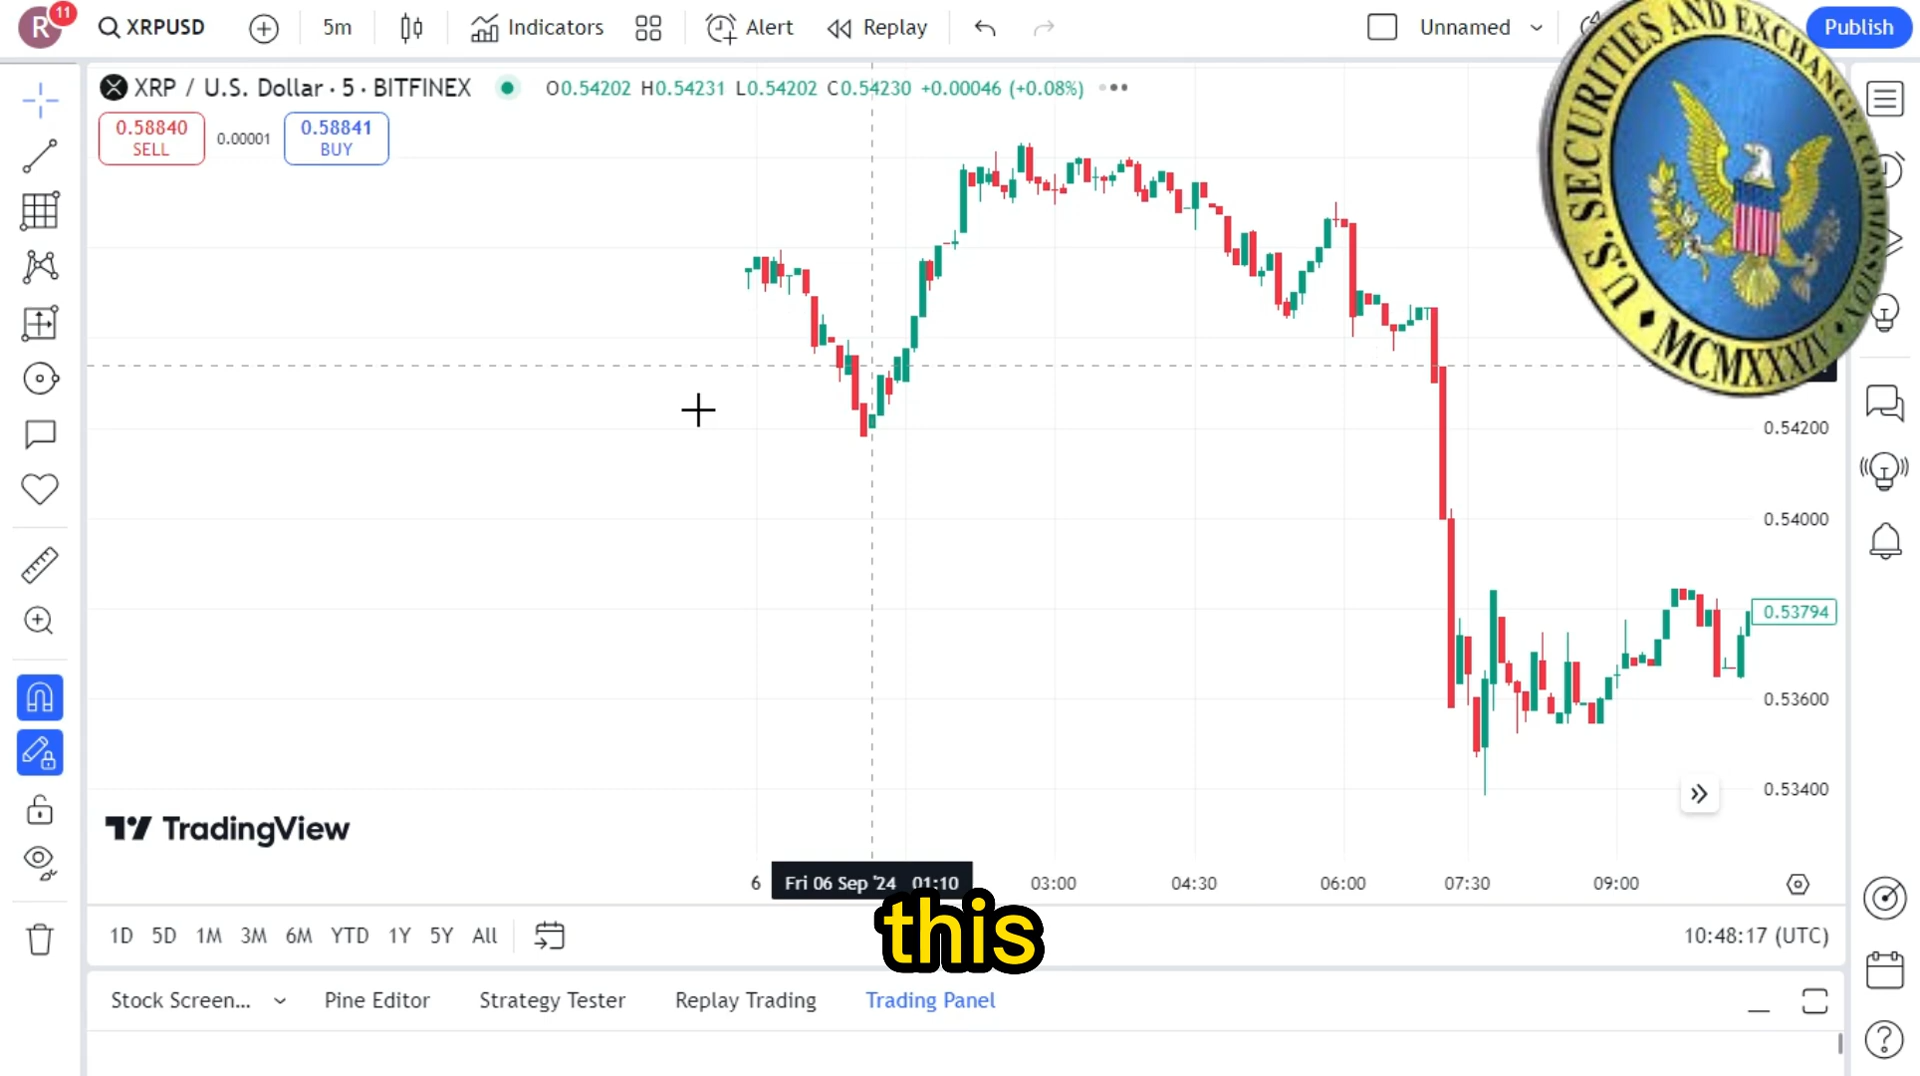 R 11 XRPUSD 5m Indicators Alert Replay Unnamed Publish
XRP / U.S. Dollar · 5 · BITFINEX O0.54202 H0.54231 L0.54202 C0.54230 +0.00046 (+0.08%)
0.58840 SELL
0.00001
0.58841 BUY
U.S. SECURITIES AND EXCHANGE COMMISSION
MCMXXXIV
0.54200
0.54000
0.53794
0.53600
0.53400
TradingView
6 Fri 06 Sep '24 01:10 03:00 04:30 06:00 07:30 09:00
this
1D 5D 1M 3M 6M YTD 1Y 5Y All 10:48:17 (UTC)
Stock Screen... Pine Editor Strategy Tester Replay Trading Trading Panel